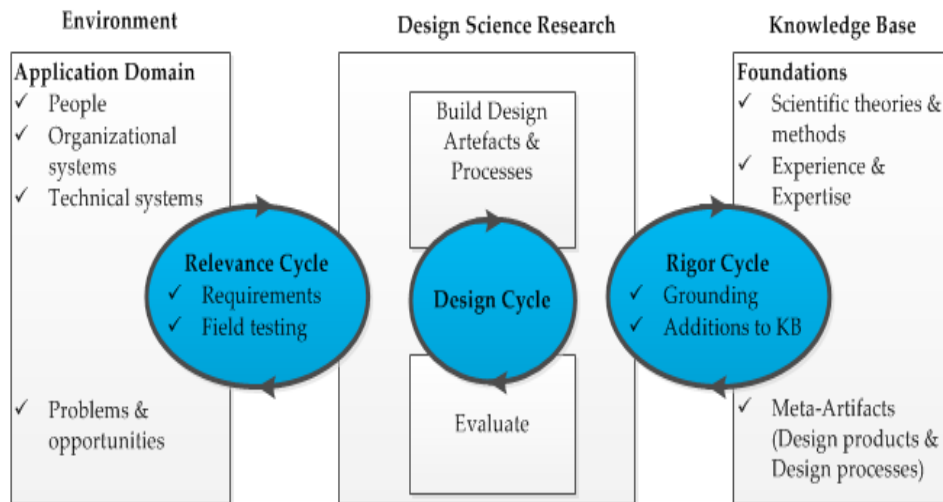 Environment
Application Domain
✓ People
✓ Organizational
systems
✓ Technical systems
✓ Problems &
opportunities
Relevance Cycle
✓ Requirements
✓ Field testing
Design Science Research
Build Design
Artefacts &
Processes
Design Cycle
Evaluate
Rigor Cycle
✓ Grounding
✓ Additions to KB
Knowledge Base
Foundations
✓ Scientific theories &
methods
✓ Experience &
Expertise
✓ Meta-Artifacts
(Design products &
Design processes)